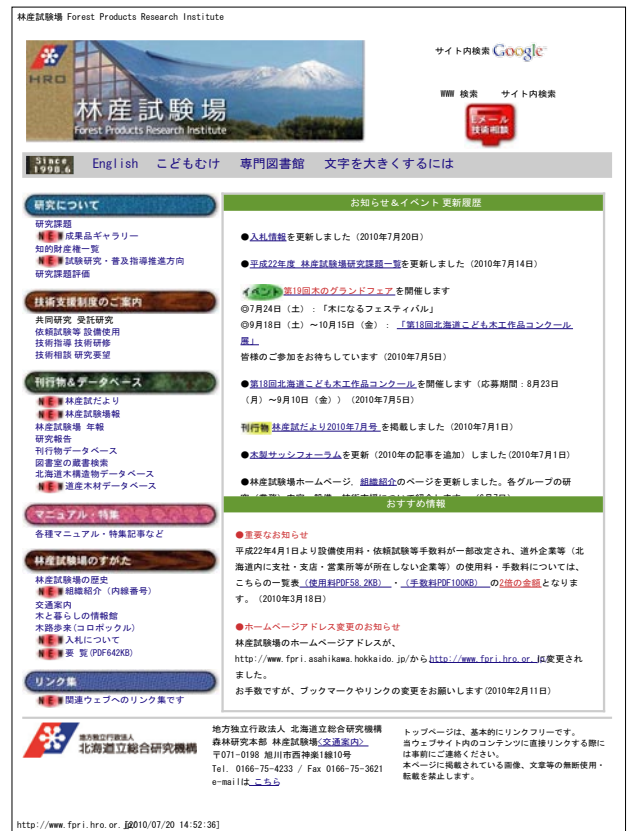 林産試験場 Forest Products Research Institute
サイト内検索 Google
HRO
WWW 検索 サイト内検索
林産試験場
Forest Products Research Institute
Eメール
技術相談
Since
1998.6
English こどもむけ 専門図書館 文字を大きくするには
研究について
研究課題
NEW 成果品ギャラリー
知的財産権一覧
NEW 試験研究・普及指導推進方向
研究課題評価
技術支援制度のご案内
共同研究 受託研究
依頼試験等 設備使用
技術指導 技術研修
技術相談 研究要望
刊行物&データベース
NEW 林産試だより
NEW 林産試験場報
林産試験場 年報
研究報告
刊行物データベース
図書室の蔵書検索
北海道木構造物データベース
NEW 道産木材データベース
マニュアル・特集
各種マニュアル・特集記事など
林産試験場のすがた
林産試験場の歴史
NEW 組織紹介(内線番号)
交通案内
木と暮らしの情報館
木路歩来(コロポックル)
NEW 入札について
NEW 要 覧(PDF642KB)
リンク集
NEW 関連ウェブへのリンク集です
お知らせ&イベント更新履歴
●入札情報を更新しました(2010年7月20日)
●平成22年度 林産試験場研究課題一覧を更新しました(2010年7月14日)
イベント 第19回木のグランドフェアを開催します
◎7月24日(土):「木になるフェスティバル」
◎9月18日(土)~10月15日(金): 「第18回北海道こども木工作品コンクール
展」
皆様のご参加をお待ちしています(2010年7月5日)
●第18回北海道こども木工作品コンクール を開催します(応募期間:8月23日
(月)~9月10日(金))(2010年7月5日)
刊行物 林産試だより2010年7月号 を掲載しました(2010年7月1日)
●木製サッシフォーラムを更新(2010年の記事を追加)しました(2010年7月1日)
●林産試験場ホームページ, 組織紹介のページを更新しました。各グループの研
おすすめ情報
●重要なお知らせ
平成22年4月1日より設備使用料・依頼試験等手数料が一部改定され、道外企業等(北
海道内に支社・支店・営業所等が所在しない企業等)の使用料・手数料については、
こちらの一覧表(使用料PDF58.2KB) ・(手数料PDF100KB) の2倍の金額となりま
す。(2010年3月18日)
●ホームページアドレス変更のお知らせ
林産試験場のホームページアドレスが、
http://www.fpri.asahikawa.hokkaido.jp/からhttp://www.fpri.hro.or.に変更され
ました。
お手数ですが、ブックマークやリンクの変更をお願いします(2010年2月11日)
地方独立行政法人
北海道立総合研究機構
地方独立行政法人 北海道立総合研究機構
森林研究本部 林産試験場<交通案内>
〒071-0198 旭川市西神楽1線10号
Tel. 0166-75-4233 / Fax 0166-75-3621
e-mailは こちら
トップページは、基本的にリンクフリーです。
当ウェブサイト内のコンテンツに直接リンクする際に
は事前にご連絡ください。
本ページに掲載されている画像、文章等の無断使用・
転載を禁止します。
http://www.fpri.hro.or.[2010/07/20 14:52:36]